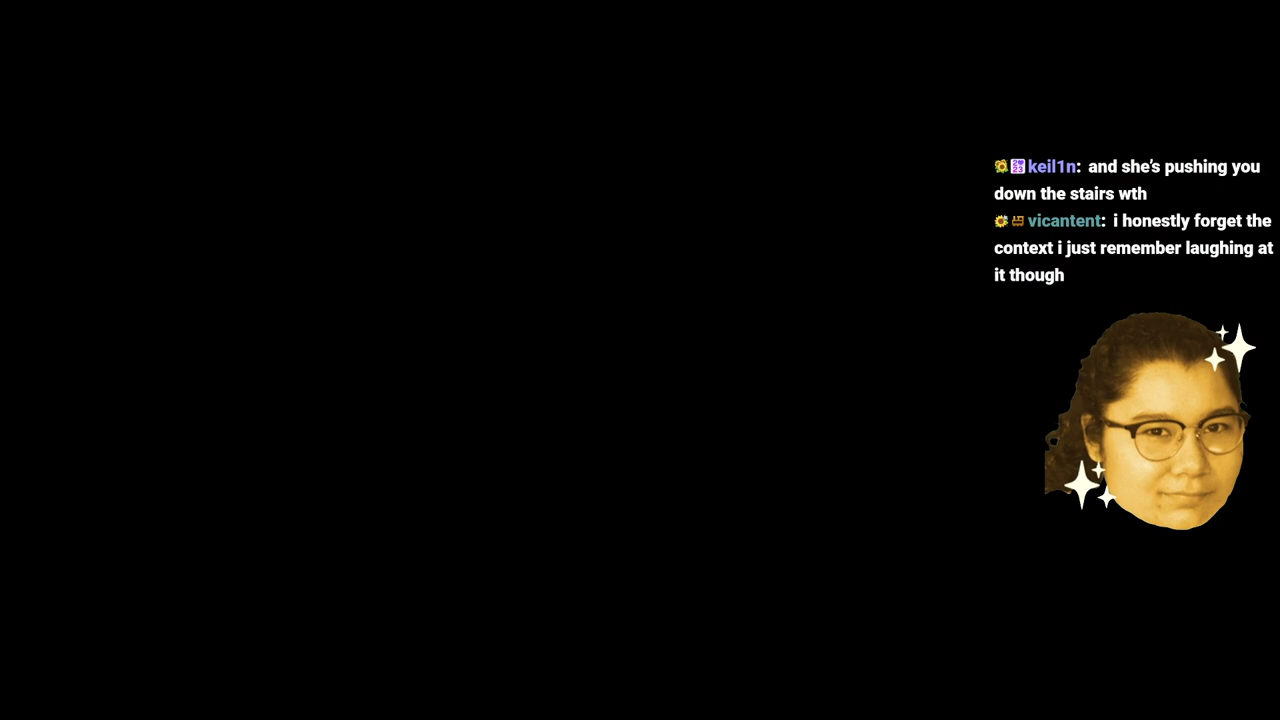 keil1n: and she's pushing you
down the stairs wth
vicantent: i honestly forget the
context i just remember laughing at
it though